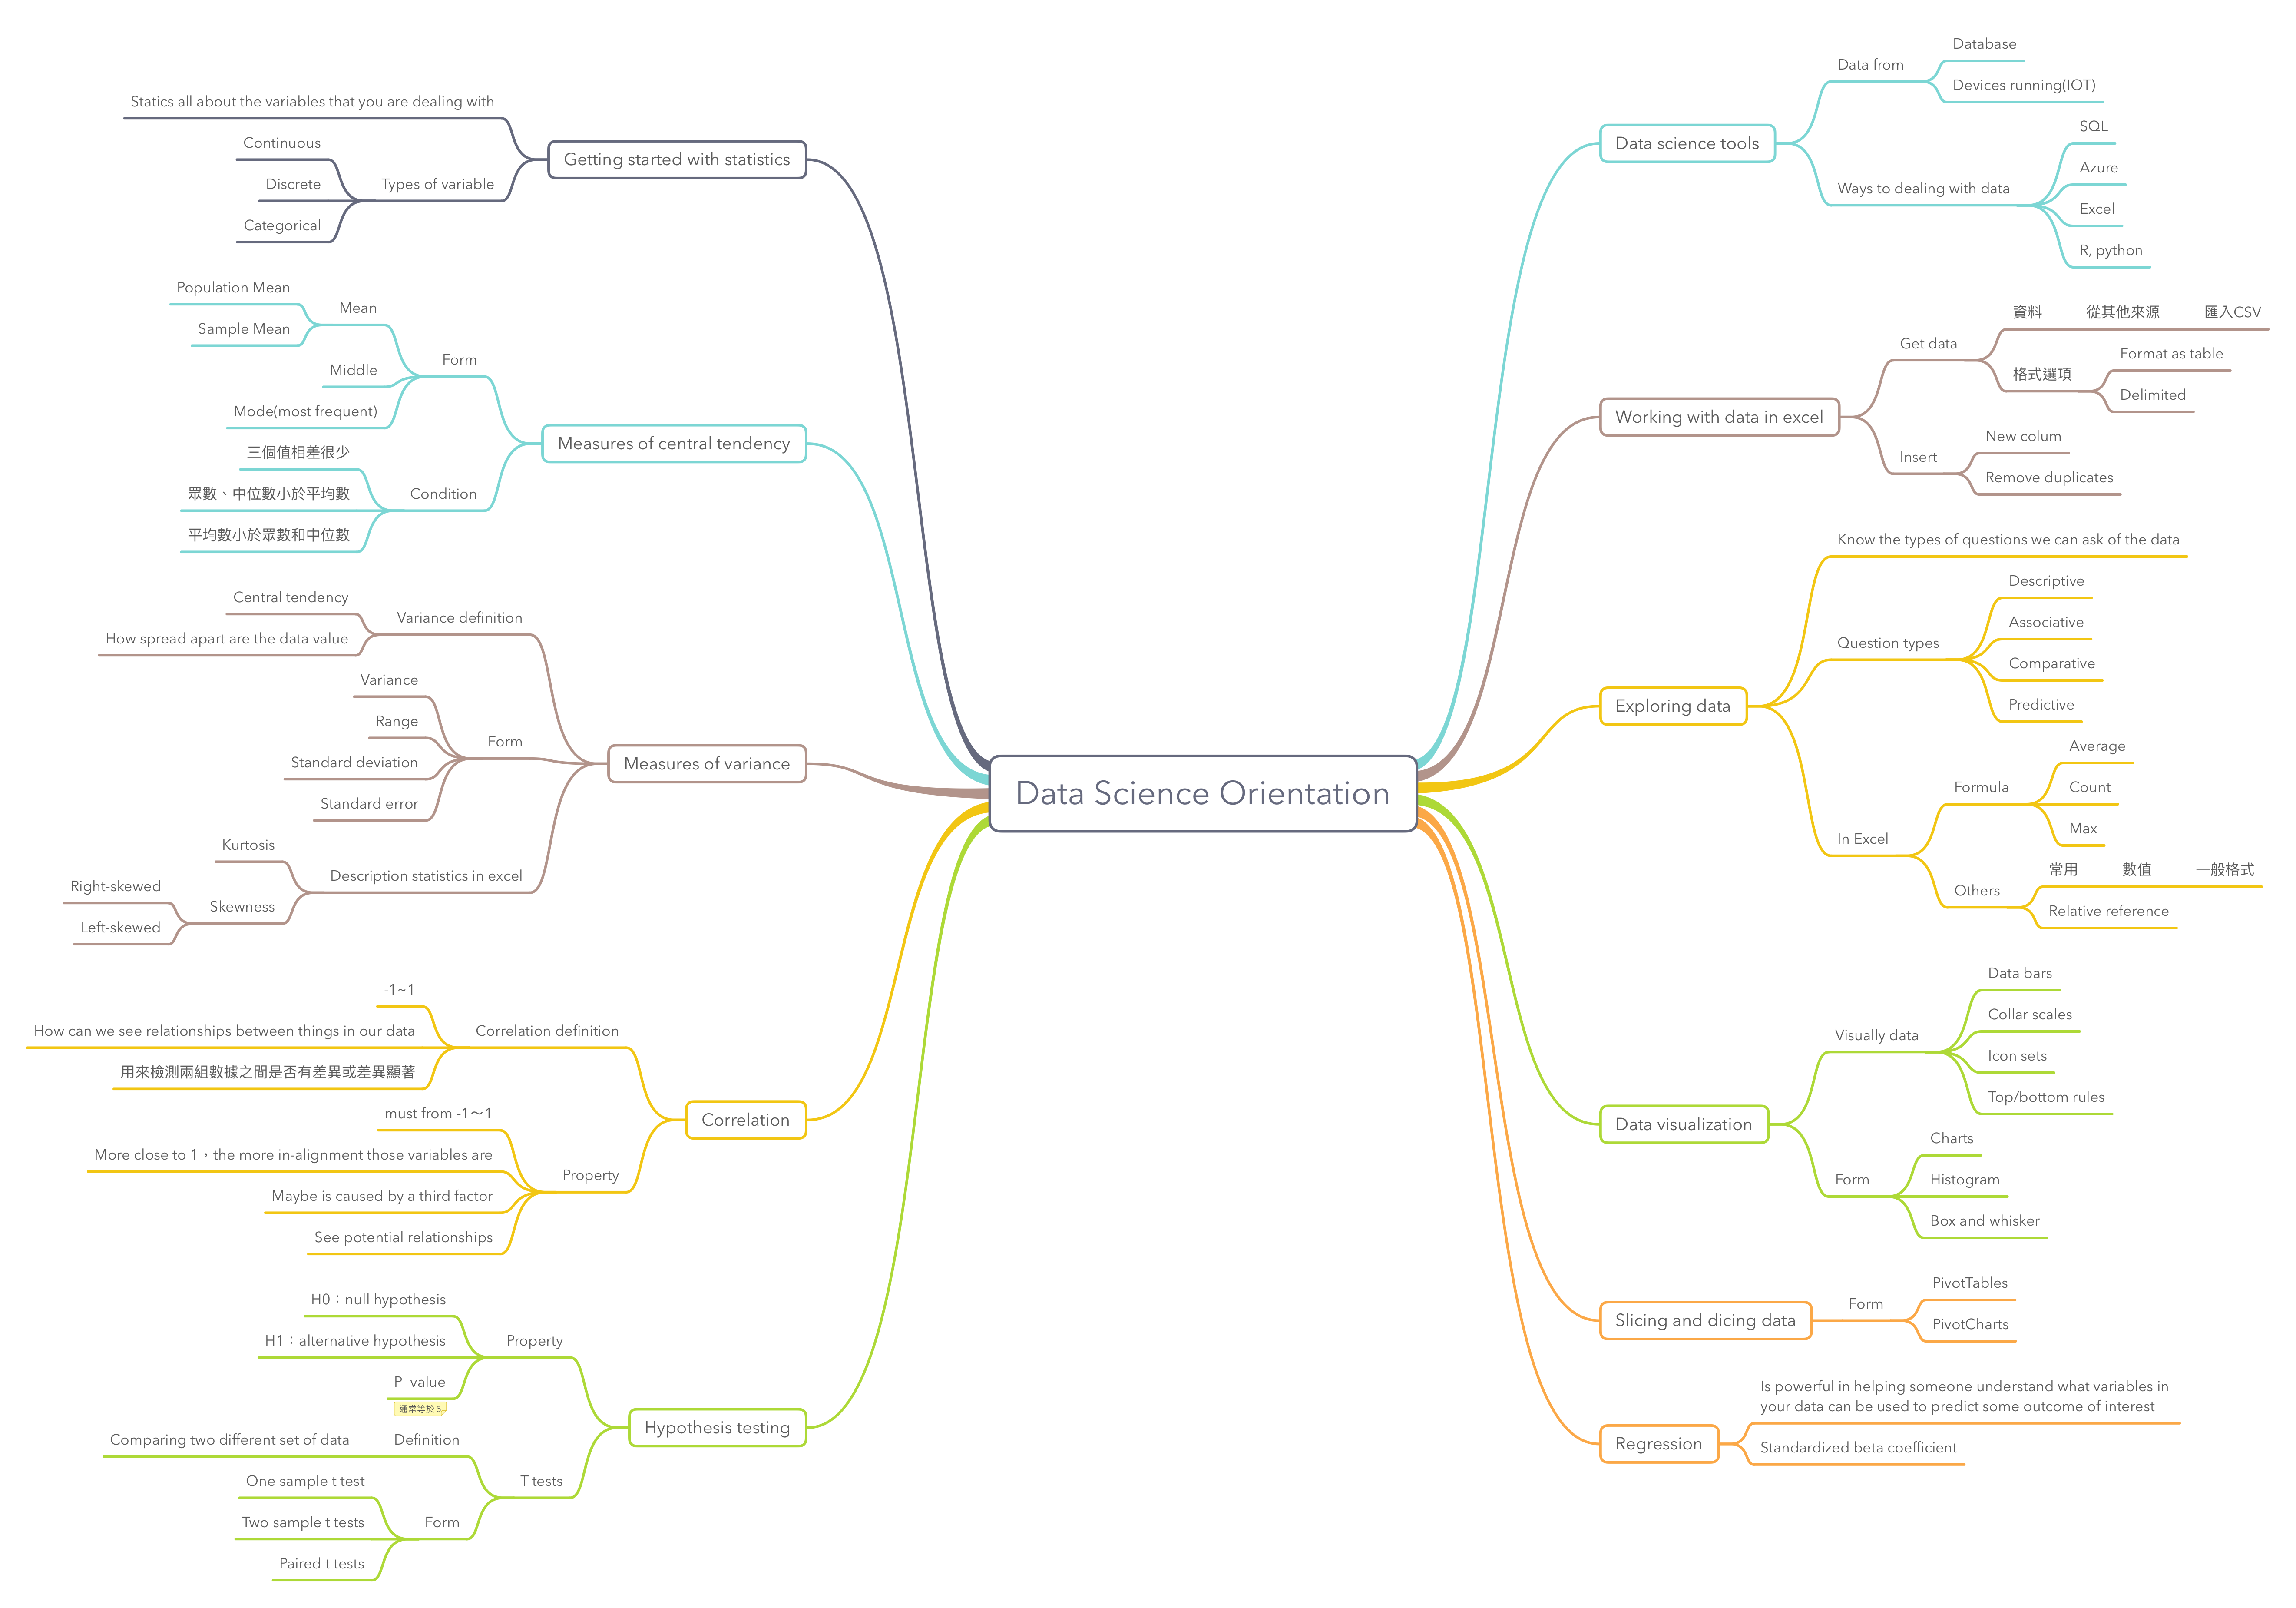 Data Science Orientation
Getting started with statistics
Statics all about the variables that you are dealing with
Types of variable
Continuous
Discrete
Categorical
Measures of central tendency
Form
Mean
Population Mean
Sample Mean
Middle
Mode(most frequent)
Condition
三個值相差很少
眾數、中位數小於平均數
平均數小於眾數和中位數
Measures of variance
Variance definition
Central tendency
How spread apart are the data value
Form
Variance
Range
Standard deviation
Standard error
Description statistics in excel
Kurtosis
Skewness
Right-skewed
Left-skewed
Correlation
Correlation definition
-1~1
How can we see relationships between things in our data
用來檢測兩組數據之間是否有差異或差異顯著
Property
must from -1～1
More close to 1，the more in-alignment those variables are
Maybe is caused by a third factor
See potential relationships
Hypothesis testing
Property
H0：null hypothesis
H1：alternative hypothesis
P  value
通常等於 5
T tests
Definition
Comparing two different set of data
Form
One sample t test
Two sample t tests
Paired t tests
Data science tools
Data from
Database
Devices running(IOT)
Ways to dealing with data
SQL
Azure
Excel
R, python
Working with data in excel
Get data
資料
從其他來源
匯入CSV
格式選項
Format as table
Delimited
Insert
New colum
Remove duplicates
Exploring data
Know the types of questions we can ask of the data
Question types
Descriptive
Associative
Comparative
Predictive
In Excel
Formula
Average
Count
Max
Others
常用
數值
一般格式
Relative reference
Data visualization
Visually data
Data bars
Collar scales
Icon sets
Top/bottom rules
Form
Charts
Histogram
Box and whisker
Slicing and dicing data
Form
PivotTables
PivotCharts
Regression
Is powerful in helping someone understand what variables in
your data can be used to predict some outcome of interest
Standardized beta coefficient